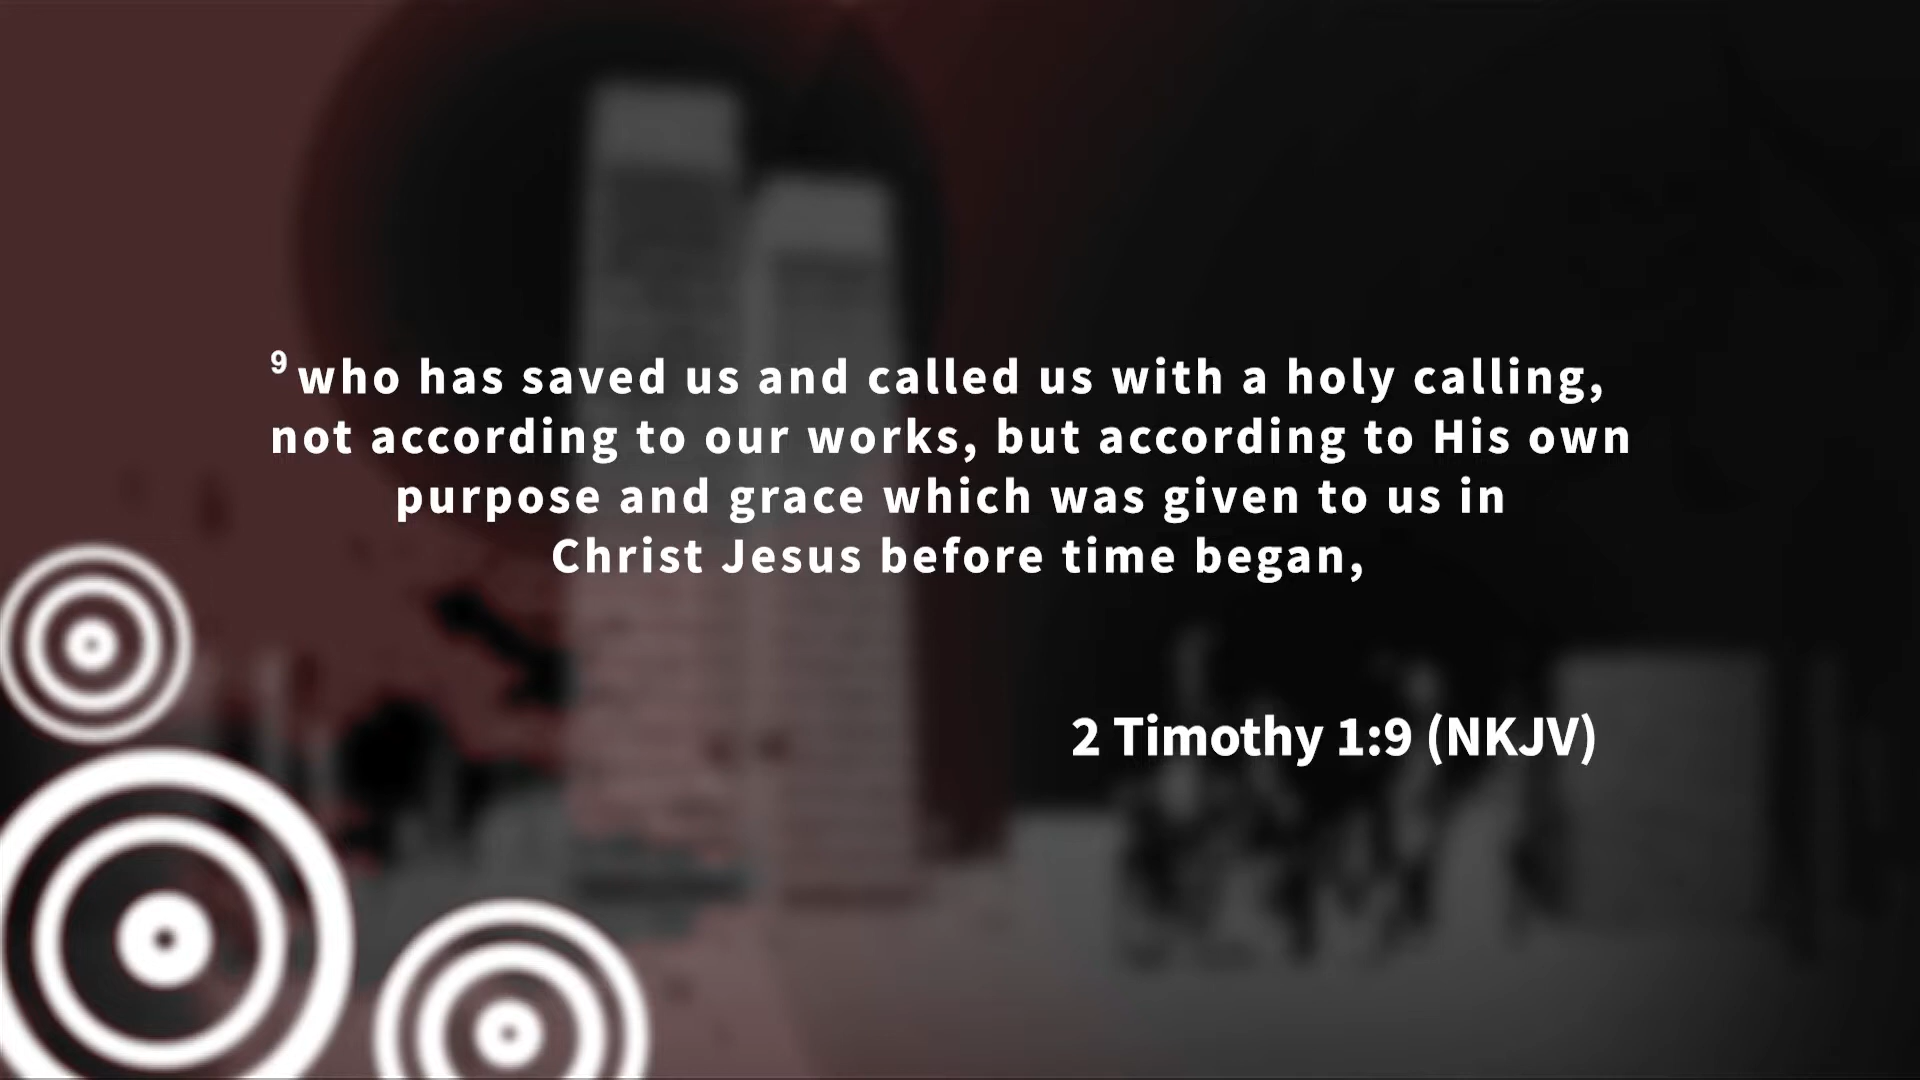 9 who has saved us and called us with a holy calling,
not according to our works, but according to His own
purpose and grace which was given to us in
Christ Jesus before time began,
2 Timothy 1:9 (NKJV)